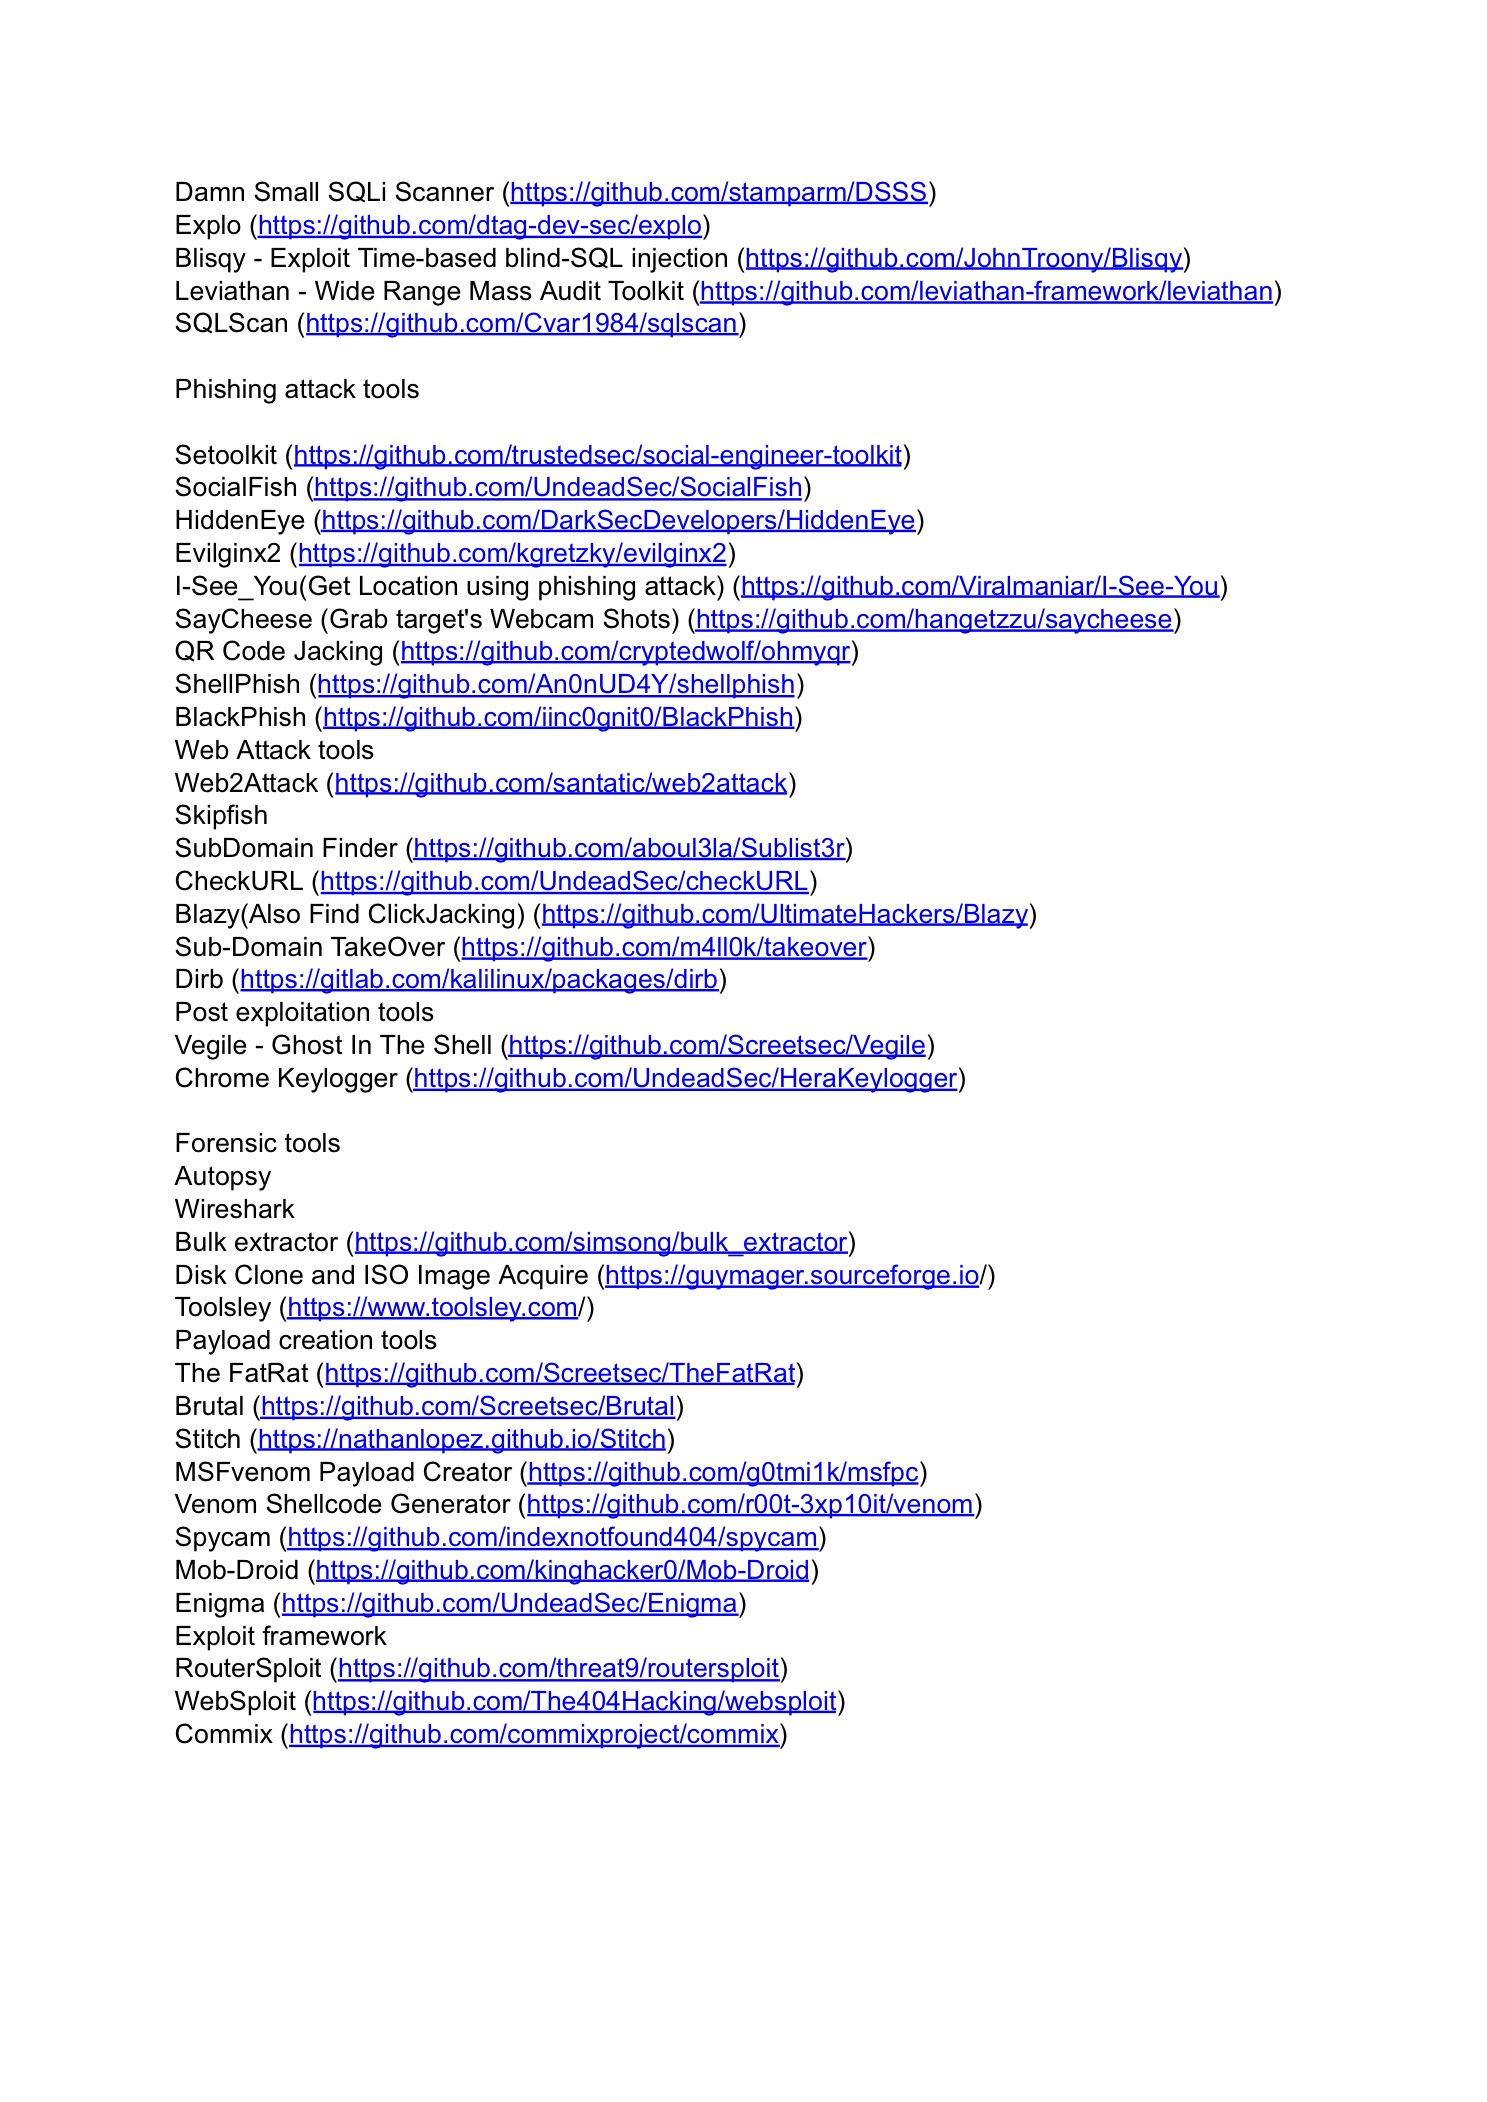 Damn Small SQLi Scanner (https://github.com/stamparm/DSSS)
Explo (https://github.com/dtag-dev-sec/explo)
Blisqy - Exploit Time-based blind-SQL injection (https://github.com/JohnTroony/Blisqy)
Leviathan - Wide Range Mass Audit Toolkit (https://github.com/leviathan-framework/leviathan)
SQLScan (https://github.com/Cvar1984/sqlscan)
Phishing attack tools
Setoolkit (https://github.com/trustedsec/social-engineer-toolkit)
SocialFish (https://github.com/UndeadSec/SocialFish)
HiddenEye (https://github.com/DarkSecDevelopers/HiddenEye)
Evilginx2 (https://github.com/kgretzky/evilginx2)
I-See_You(Get Location using phishing attack) (https://github.com/Viralmaniar/I-See-You)
SayCheese (Grab target's Webcam Shots) (https://github.com/hangetzzu/saycheese)
QR Code Jacking (https://github.com/cryptedwolf/ohmyqr)
ShellPhish (https://github.com/An0nUD4Y/shellphish)
BlackPhish (https://github.com/iinc0gnit0/BlackPhish)
Web Attack tools
Web2Attack (https://github.com/santatic/web2attack)
Skipfish
SubDomain Finder (https://github.com/aboul3la/Sublist3r)
CheckURL (https://github.com/UndeadSec/checkURL)
Blazy(Also Find ClickJacking) (https://github.com/UltimateHackers/Blazy)
Sub-Domain TakeOver (https://github.com/m4ll0k/takeover)
Dirb (https://gitlab.com/kalilinux/packages/dirb)
Post exploitation tools
Vegile - Ghost In The Shell (https://github.com/Screetsec/Vegile)
Chrome Keylogger (https://github.com/UndeadSec/HeraKeylogger)
Forensic tools
Autopsy
Wireshark
Bulk extractor (https://github.com/simsong/bulk_extractor)
Disk Clone and ISO Image Acquire (https://guymager.sourceforge.io/)
Toolsley (https://www.toolsley.com/)
Payload creation tools
The FatRat (https://github.com/Screetsec/TheFatRat)
Brutal (https://github.com/Screetsec/Brutal)
Stitch (https://nathanlopez.github.io/Stitch)
MSFvenom Payload Creator (https://github.com/g0tmi1k/msfpc)
Venom Shellcode Generator (https://github.com/r00t-3xp10it/venom)
Spycam (https://github.com/indexnotfound404/spycam)
Mob-Droid (https://github.com/kinghacker0/Mob-Droid)
Enigma (https://github.com/UndeadSec/Enigma)
Exploit framework
RouterSploit (https://github.com/threat9/routersploit)
WebSploit (https://github.com/The404Hacking/websploit)
Commix (https://github.com/commixproject/commix)